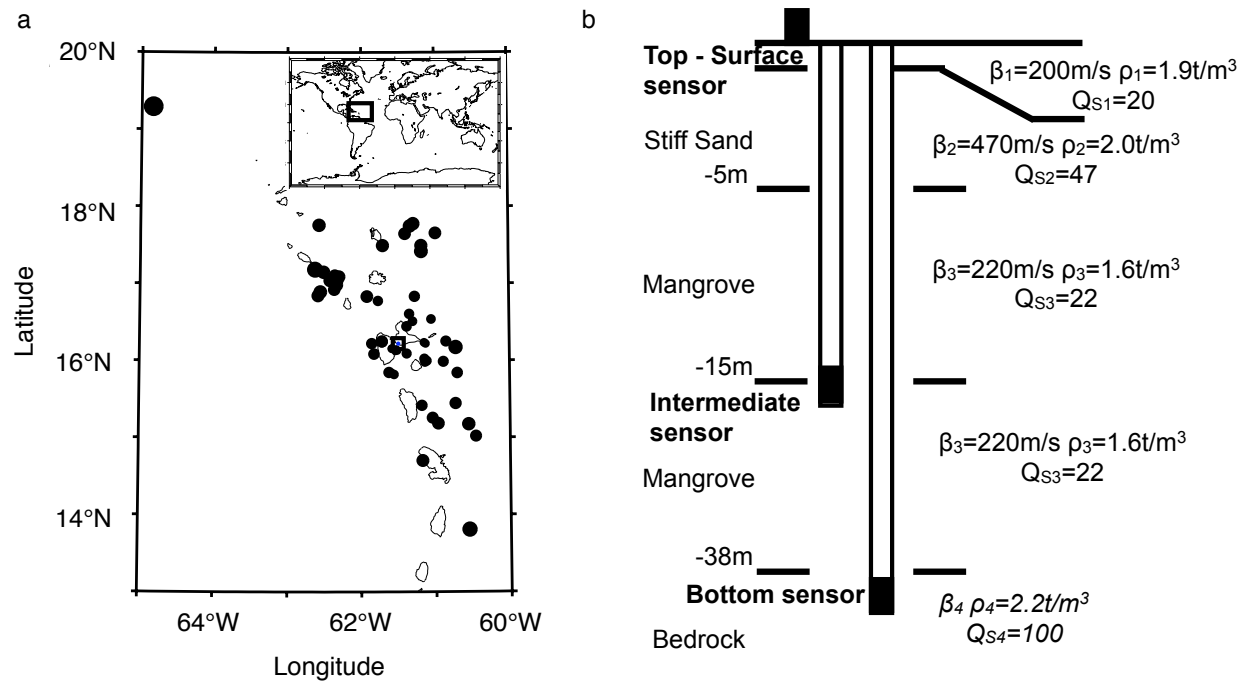 a
20°N
18°N
16°N
14°N
Latitude
64°W
62°W
60°W
Longitude
b
Top - Surface
sensor
β₁=200m/s ρ₁=1.9t/m³
Qₛ₁=20
Stiff Sand
β₂=470m/s ρ₂=2.0t/m³
-5m
Qₛ₂=47
Mangrove
β₃=220m/s ρ₃=1.6t/m³
Qₛ₃=22
-15m
Intermediate
sensor
β₃=220m/s ρ₃=1.6t/m³
Qₛ₃=22
Mangrove
-38m
Bottom sensor
β₄ ρ₄=2.2t/m³
Qₛ₄=100
Bedrock